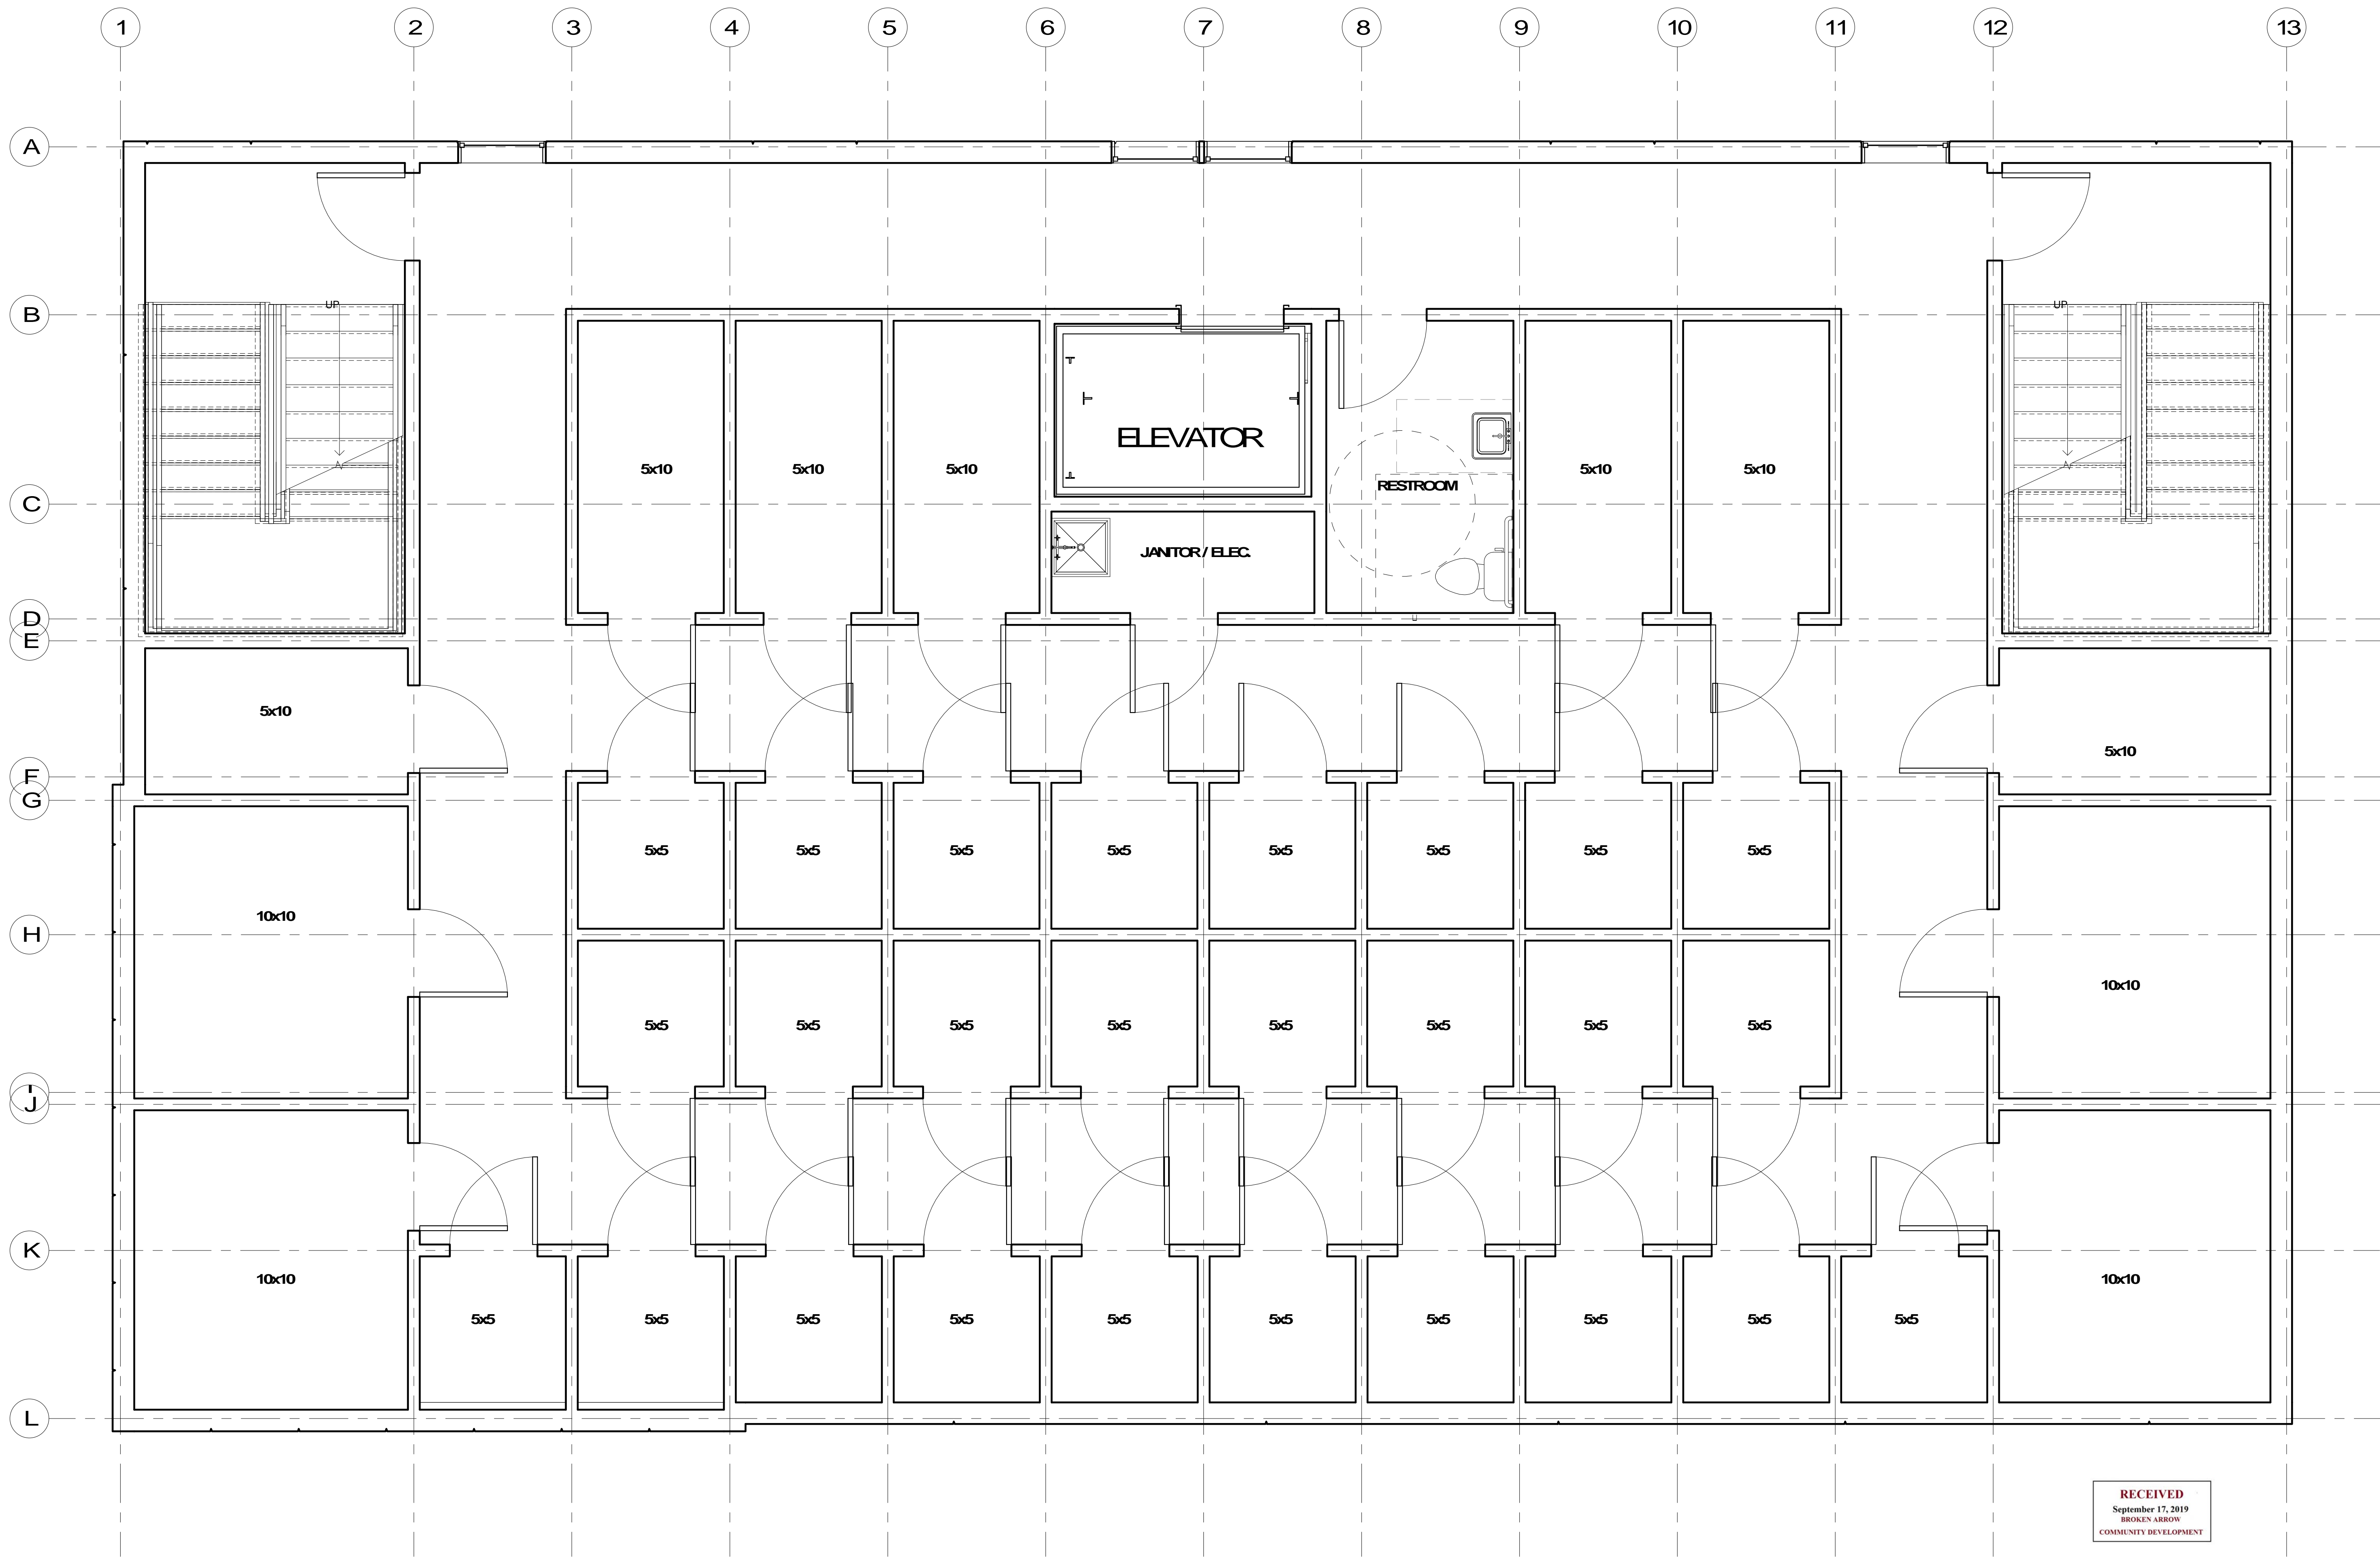 1 2 3 4 5 6 7 8 9 10 11 12 13
A
B
UP UP
ELEVATOR
5x10 5x10 5x10 5x10 5x10
RESTROOM
C
JANITOR / ELEC.
D
E
5x10
5x10
F
G
5x5 5x5 5x5 5x5 5x5 5x5 5x5 5x5
10x10
H
10x10
5x5 5x5 5x5 5x5 5x5 5x5 5x5 5x5
I
J
K
10x10 10x10
5x5 5x5 5x5 5x5 5x5 5x5 5x5 5x5 5x5 5x5
L
RECEIVED
September 17, 2019
BROKEN ARROW
COMMUNITY DEVELOPMENT